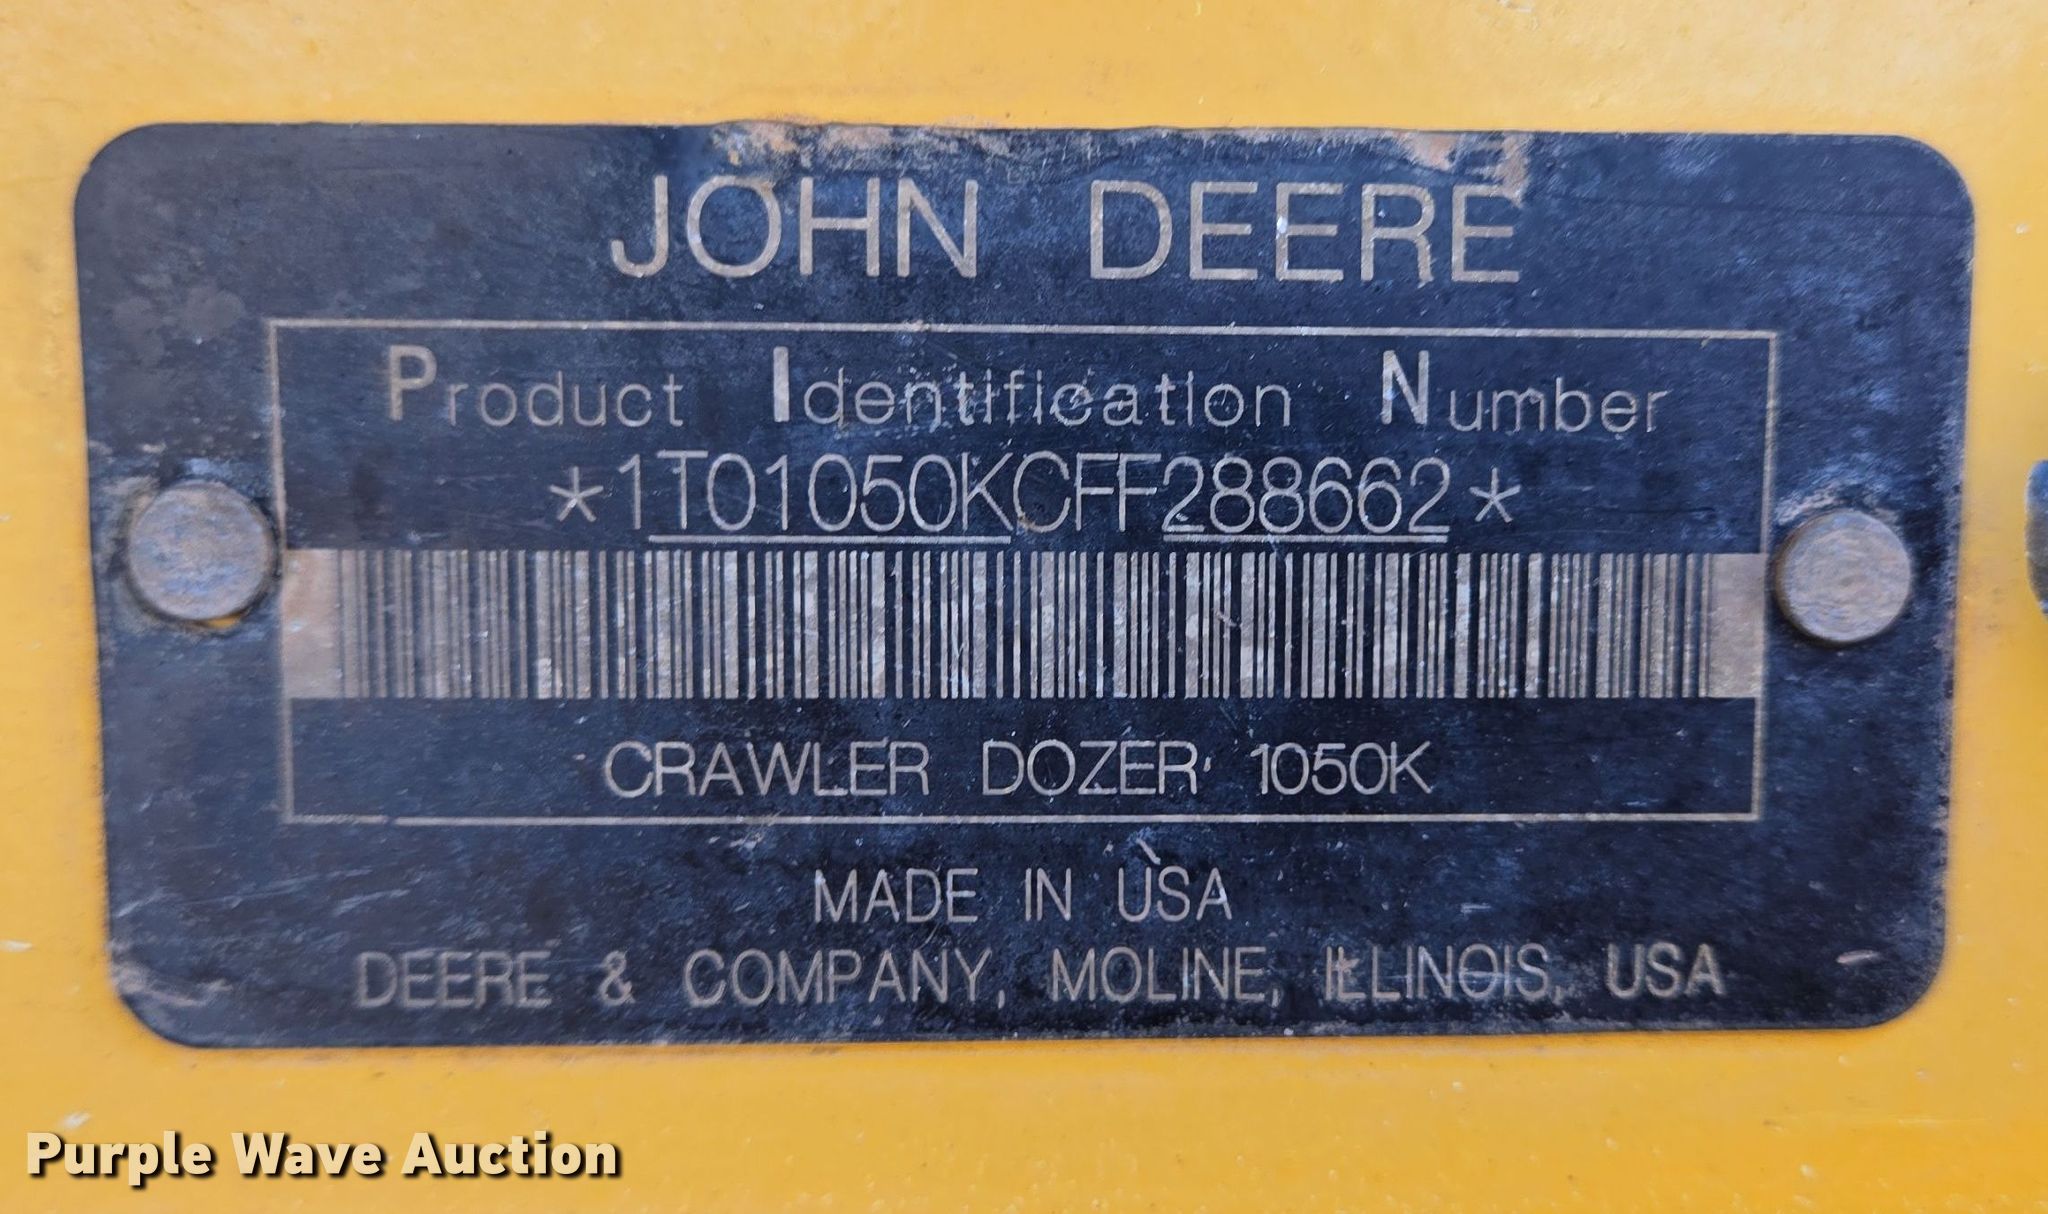 JOHN DEERE
Product Identification Number
*1T01050KCFF288662*
CRAWLER DOZER 1050K
MADE IN USA
DEERE & COMPANY, MOLINE, ILLINOIS, USA
Purple Wave Auction